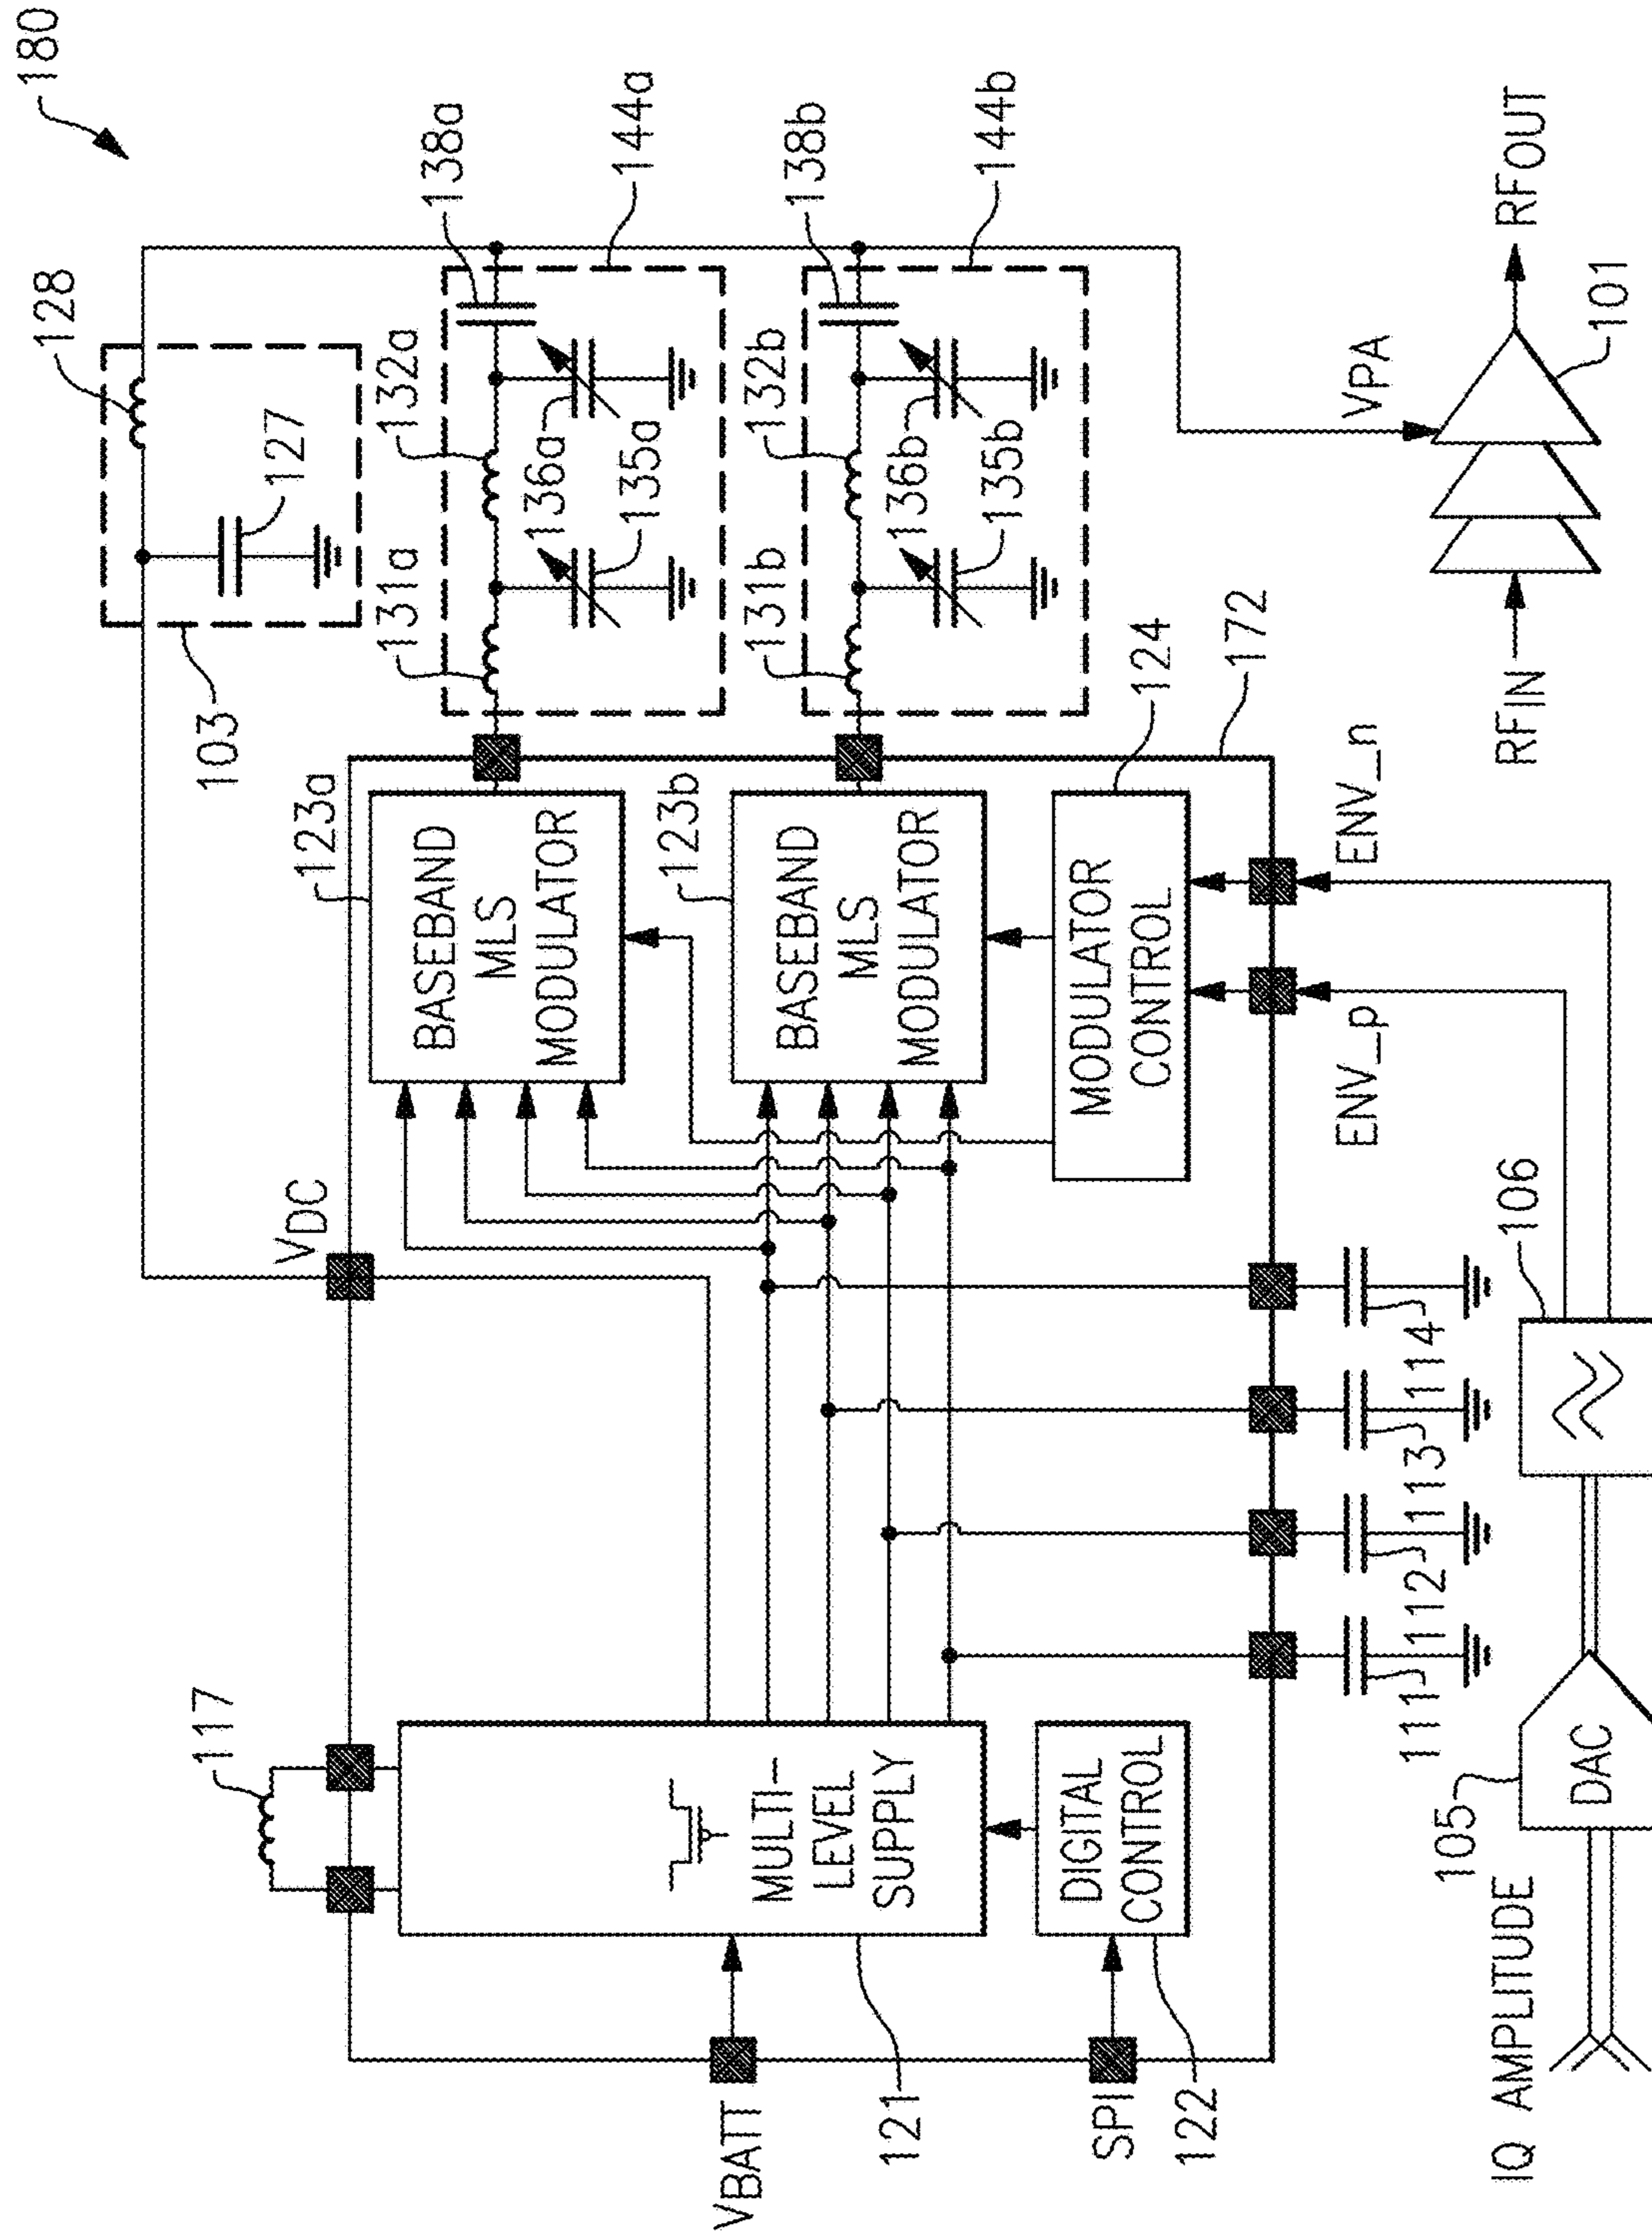 180
128
127
103
117
VDC
123a
BASEBAND
MLS
MODULATOR
131a
132a
136a
135a
138a
144a
123b
BASEBAND
MLS
MODULATOR
131b
132b
136b
135b
138b
144b
VBATT
MULTI-
LEVEL
SUPPLY
121
SPI
DIGITAL
CONTROL
122
MODULATOR
CONTROL
124
172
111
112
113
114
ENV_p
ENV_n
VPA
RFIN
RFOUT
101
IQ AMPLITUDE
105
DAC
106